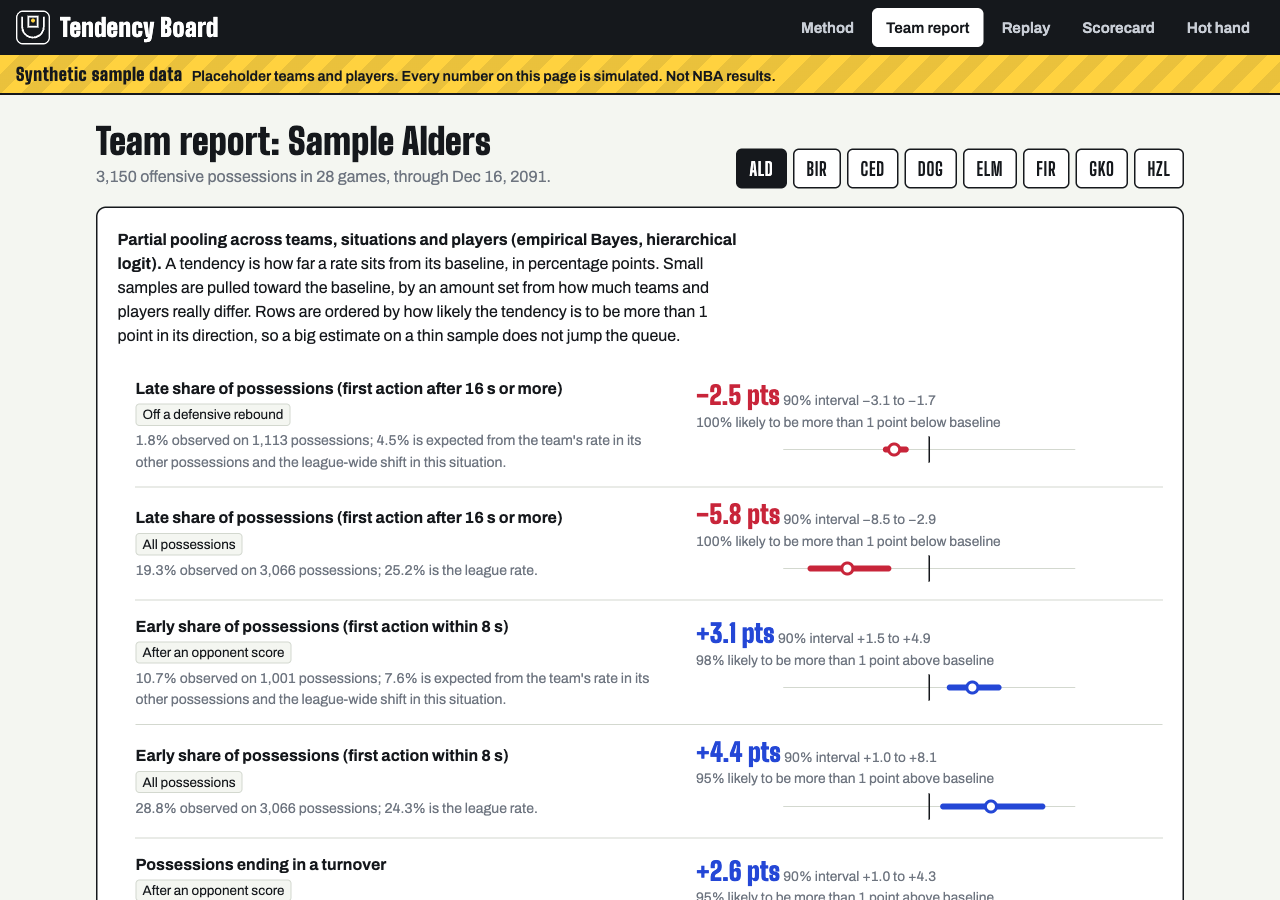 Tendency Board
Method
Team report
Replay
Scorecard
Hot hand
Synthetic sample data Placeholder teams and players. Every number on this page is simulated. Not NBA results.
Team report: Sample Alders
3,150 offensive possessions in 28 games, through Dec 16, 2091.
ALD
BIR
CED
DOG
ELM
FIR
GKO
HZL
Partial pooling across teams, situations and players (empirical Bayes, hierarchical
logit). A tendency is how far a rate sits from its baseline, in percentage points. Small
samples are pulled toward the baseline, by an amount set from how much teams and
players really differ. Rows are ordered by how likely the tendency is to be more than 1
point in its direction, so a big estimate on a thin sample does not jump the queue.
Late share of possessions (first action after 16 s or more)
Off a defensive rebound
1.8% observed on 1,113 possessions; 4.5% is expected from the team's rate in its
other possessions and the league-wide shift in this situation.
−2.5 pts 90% interval −3.1 to −1.7
100% likely to be more than 1 point below baseline
Late share of possessions (first action after 16 s or more)
All possessions
19.3% observed on 3,066 possessions; 25.2% is the league rate.
−5.8 pts 90% interval −8.5 to −2.9
100% likely to be more than 1 point below baseline
Early share of possessions (first action within 8 s)
After an opponent score
10.7% observed on 1,001 possessions; 7.6% is expected from the team's rate in its
other possessions and the league-wide shift in this situation.
+3.1 pts 90% interval +1.5 to +4.9
98% likely to be more than 1 point above baseline
Early share of possessions (first action within 8 s)
All possessions
28.8% observed on 3,066 possessions; 24.3% is the league rate.
+4.4 pts 90% interval +1.0 to +8.1
95% likely to be more than 1 point above baseline
Possessions ending in a turnover
After an opponent score
+2.6 pts 90% interval +1.0 to +4.3
95% likely to be more than 1 point above baseline